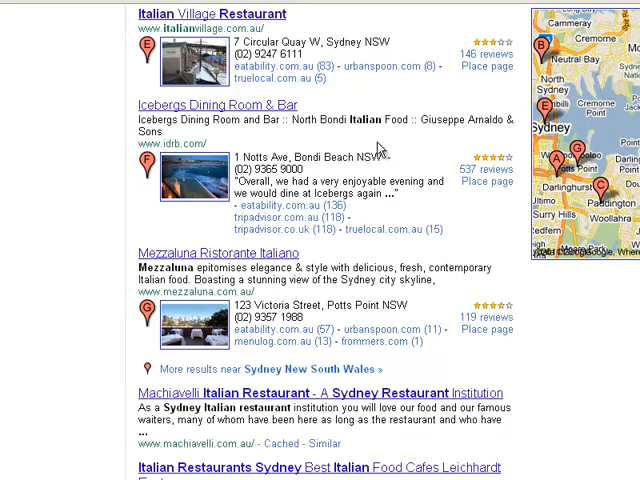 Italian Village Restaurant
www.italianvillage.com.au/
E
7 Circular Quay W, Sydney NSW
(02) 9247 6111
eatability.com.au (83) - urbanspoon.com (8) -
truelocal.com.au (5)
146 reviews
Place page
Icebergs Dining Room & Bar
Icebergs Dining Room and Bar :: North Bondi Italian Food :: Giuseppe Arnaldo &
Sons
www.idrb.com/
F
1 Notts Ave, Bondi Beach NSW -
(02) 9365 9000
"Overall, we had a very enjoyable evening and
we would dine at Icebergs again ..."
- eatability.com.au (136)
tripadvisor.com (118) -
tripadvisor.co.uk (118) - truelocal.com.au (15)
537 reviews
Place page
Mezzaluna Ristorante Italiano
Mezzaluna epitomises elegance & style with delicious, fresh, contemporary
Italian food. Boasting a stunning view of the Sydney city skyline,
www.mezzaluna.com.au/
G
123 Victoria Street, Potts Point NSW
(02) 9357 1988
eatability.com.au (57) - urbanspoon.com (11) -
menulog.com.au (13) - frommers.com (1)
119 reviews
Place page
More results near Sydney New South Wales »
Machiavelli Italian Restaurant - A Sydney Restaurant Institution
As a Sydney Italian restaurant institution you will love our food and our famous
waiters, many of whom have been here as long as the restaurant and who have
...
www.machiavelli.com.au/ - Cached - Similar
Italian Restaurants Sydney Best Italian Food Cafes Leichhardt
Cammeray
B
Neutral Bay
Cremorne
Point
E
Sydney
G
A
Potts Point
Darlinghurst
C
Paddington
Ultimo
Surry Hills
Woollahra
Redfern